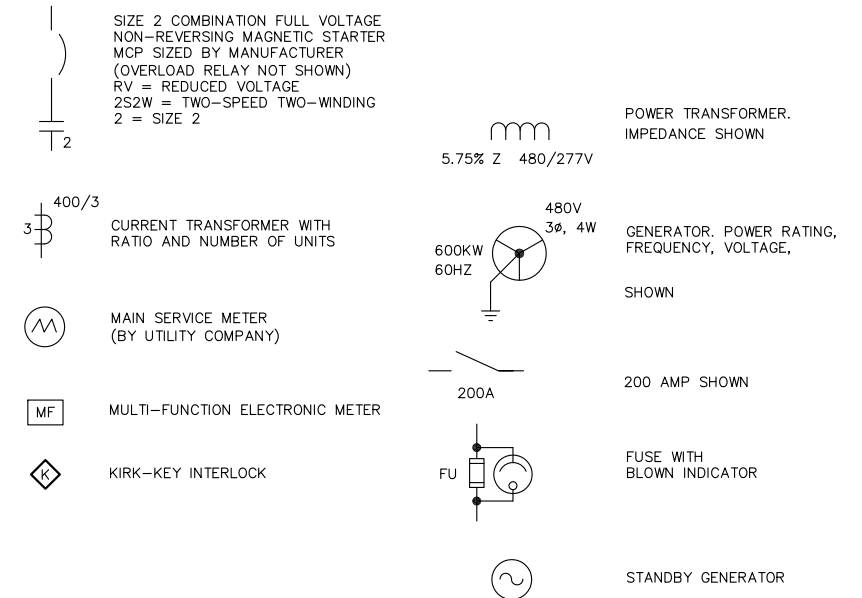 SIZE 2 COMBINATION FULL VOLTAGE
NON-REVERSING MAGNETIC STARTER
MCP SIZED BY MANUFACTURER
(OVERLOAD RELAY NOT SHOWN)
RV = REDUCED VOLTAGE
2S2W = TWO-SPEED TWO-WINDING
2 = SIZE 2
2
400/3
3
CURRENT TRANSFORMER WITH
RATIO AND NUMBER OF UNITS
MAIN SERVICE METER
(BY UTILITY COMPANY)
MF
MULTI-FUNCTION ELECTRONIC METER
K
KIRK-KEY INTERLOCK
POWER TRANSFORMER.
IMPEDANCE SHOWN
5.75% Z 480/277V
480V
3ø, 4W
600KW
60HZ
GENERATOR. POWER RATING,
FREQUENCY, VOLTAGE,
SHOWN
200A
200 AMP SHOWN
FU
FUSE WITH
BLOWN INDICATOR
STANDBY GENERATOR